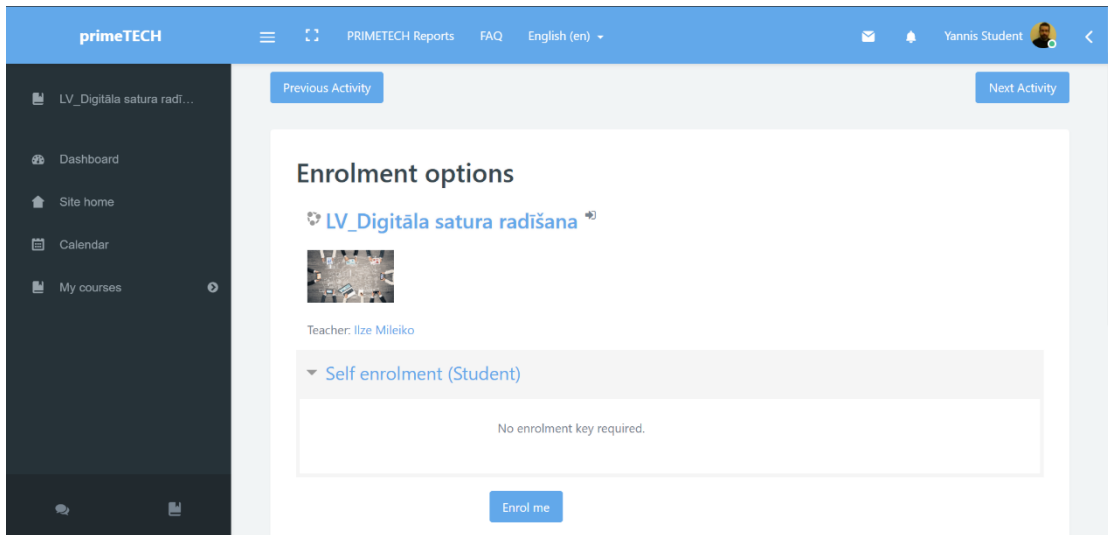 primeTECH
PRIMETECH Reports FAQ English (en)
Yannis Student
LV_Digitāla satura radī...
Dashboard
Site home
Calendar
My courses
Previous Activity
Next Activity
Enrolment options
LV_Digitāla satura radīšana
Teacher: Ilze Mileiko
Self enrolment (Student)
No enrolment key required.
Enrol me